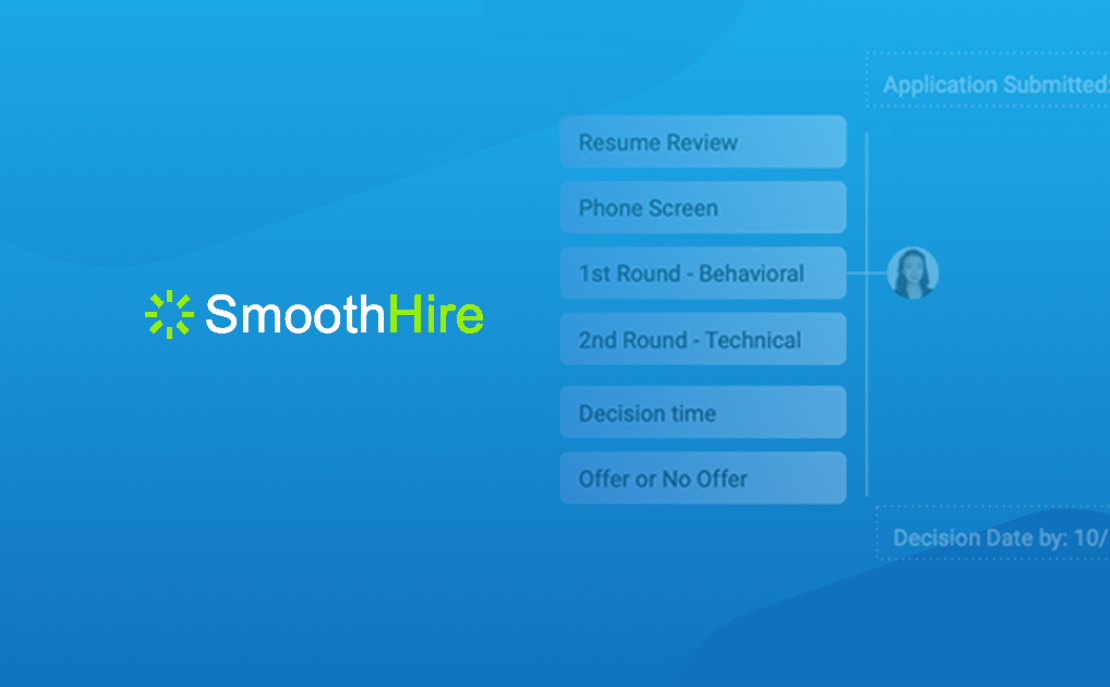 SmoothHire
Application Submitted:
Resume Review
Phone Screen
1st Round - Behavioral
2nd Round - Technical
Decision time
Offer or No Offer
Decision Date by: 10/